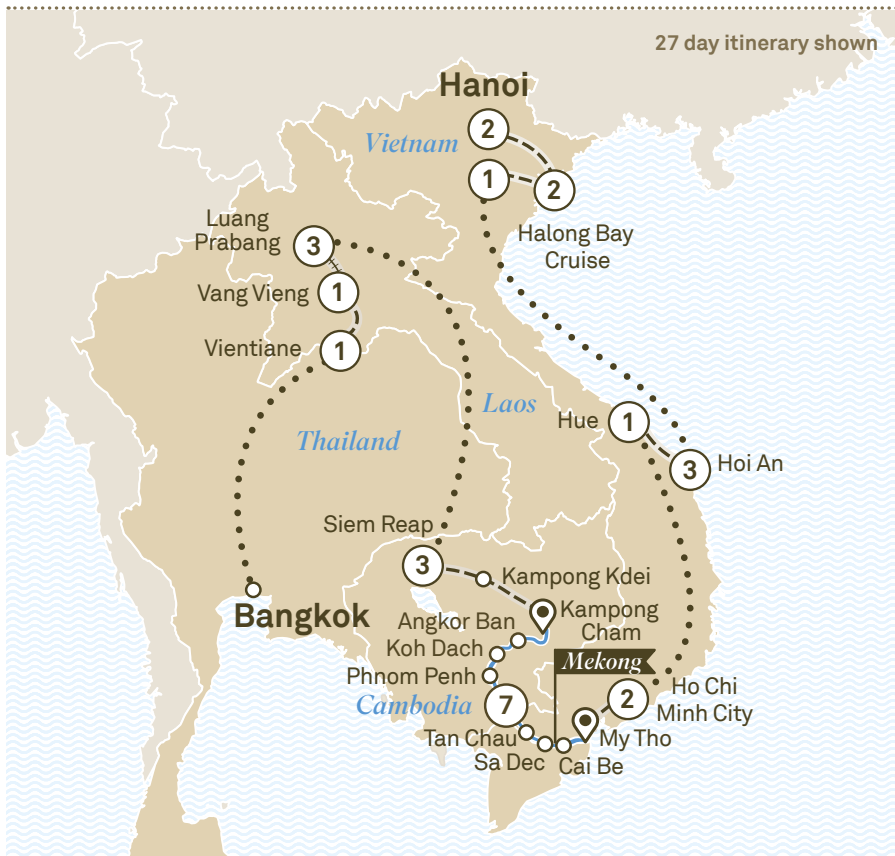 27 day itinerary shown
Hanoi
2
Vietnam
1
2
Halong Bay
Cruise
Luang
Prabang
3
Vang Vieng
1
Vientiane
1
Laos
Thailand
Hue
1
3
Hoi An
Siem Reap
3
Kampong Kdei
Bangkok
Kampong
Cham
Angkor Ban
Koh Dach
Mekong
Phnom Penh
Cambodia
7
2
Ho Chi
Minh City
Tan Chau
My Tho
Sa Dec
Cai Be